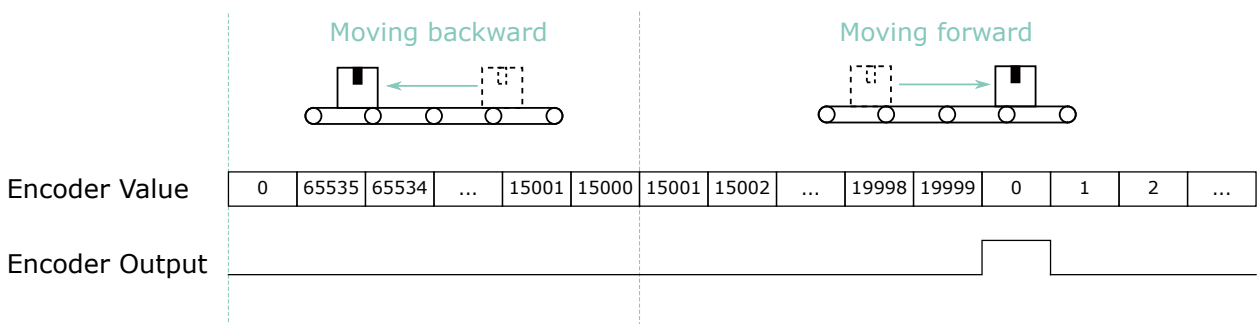 Moving backward Moving forward
Encoder Value 0 65535 65534 ... 15001 15000 15001 15002 ... 19998 19999 0 1 2 ...
Encoder Output